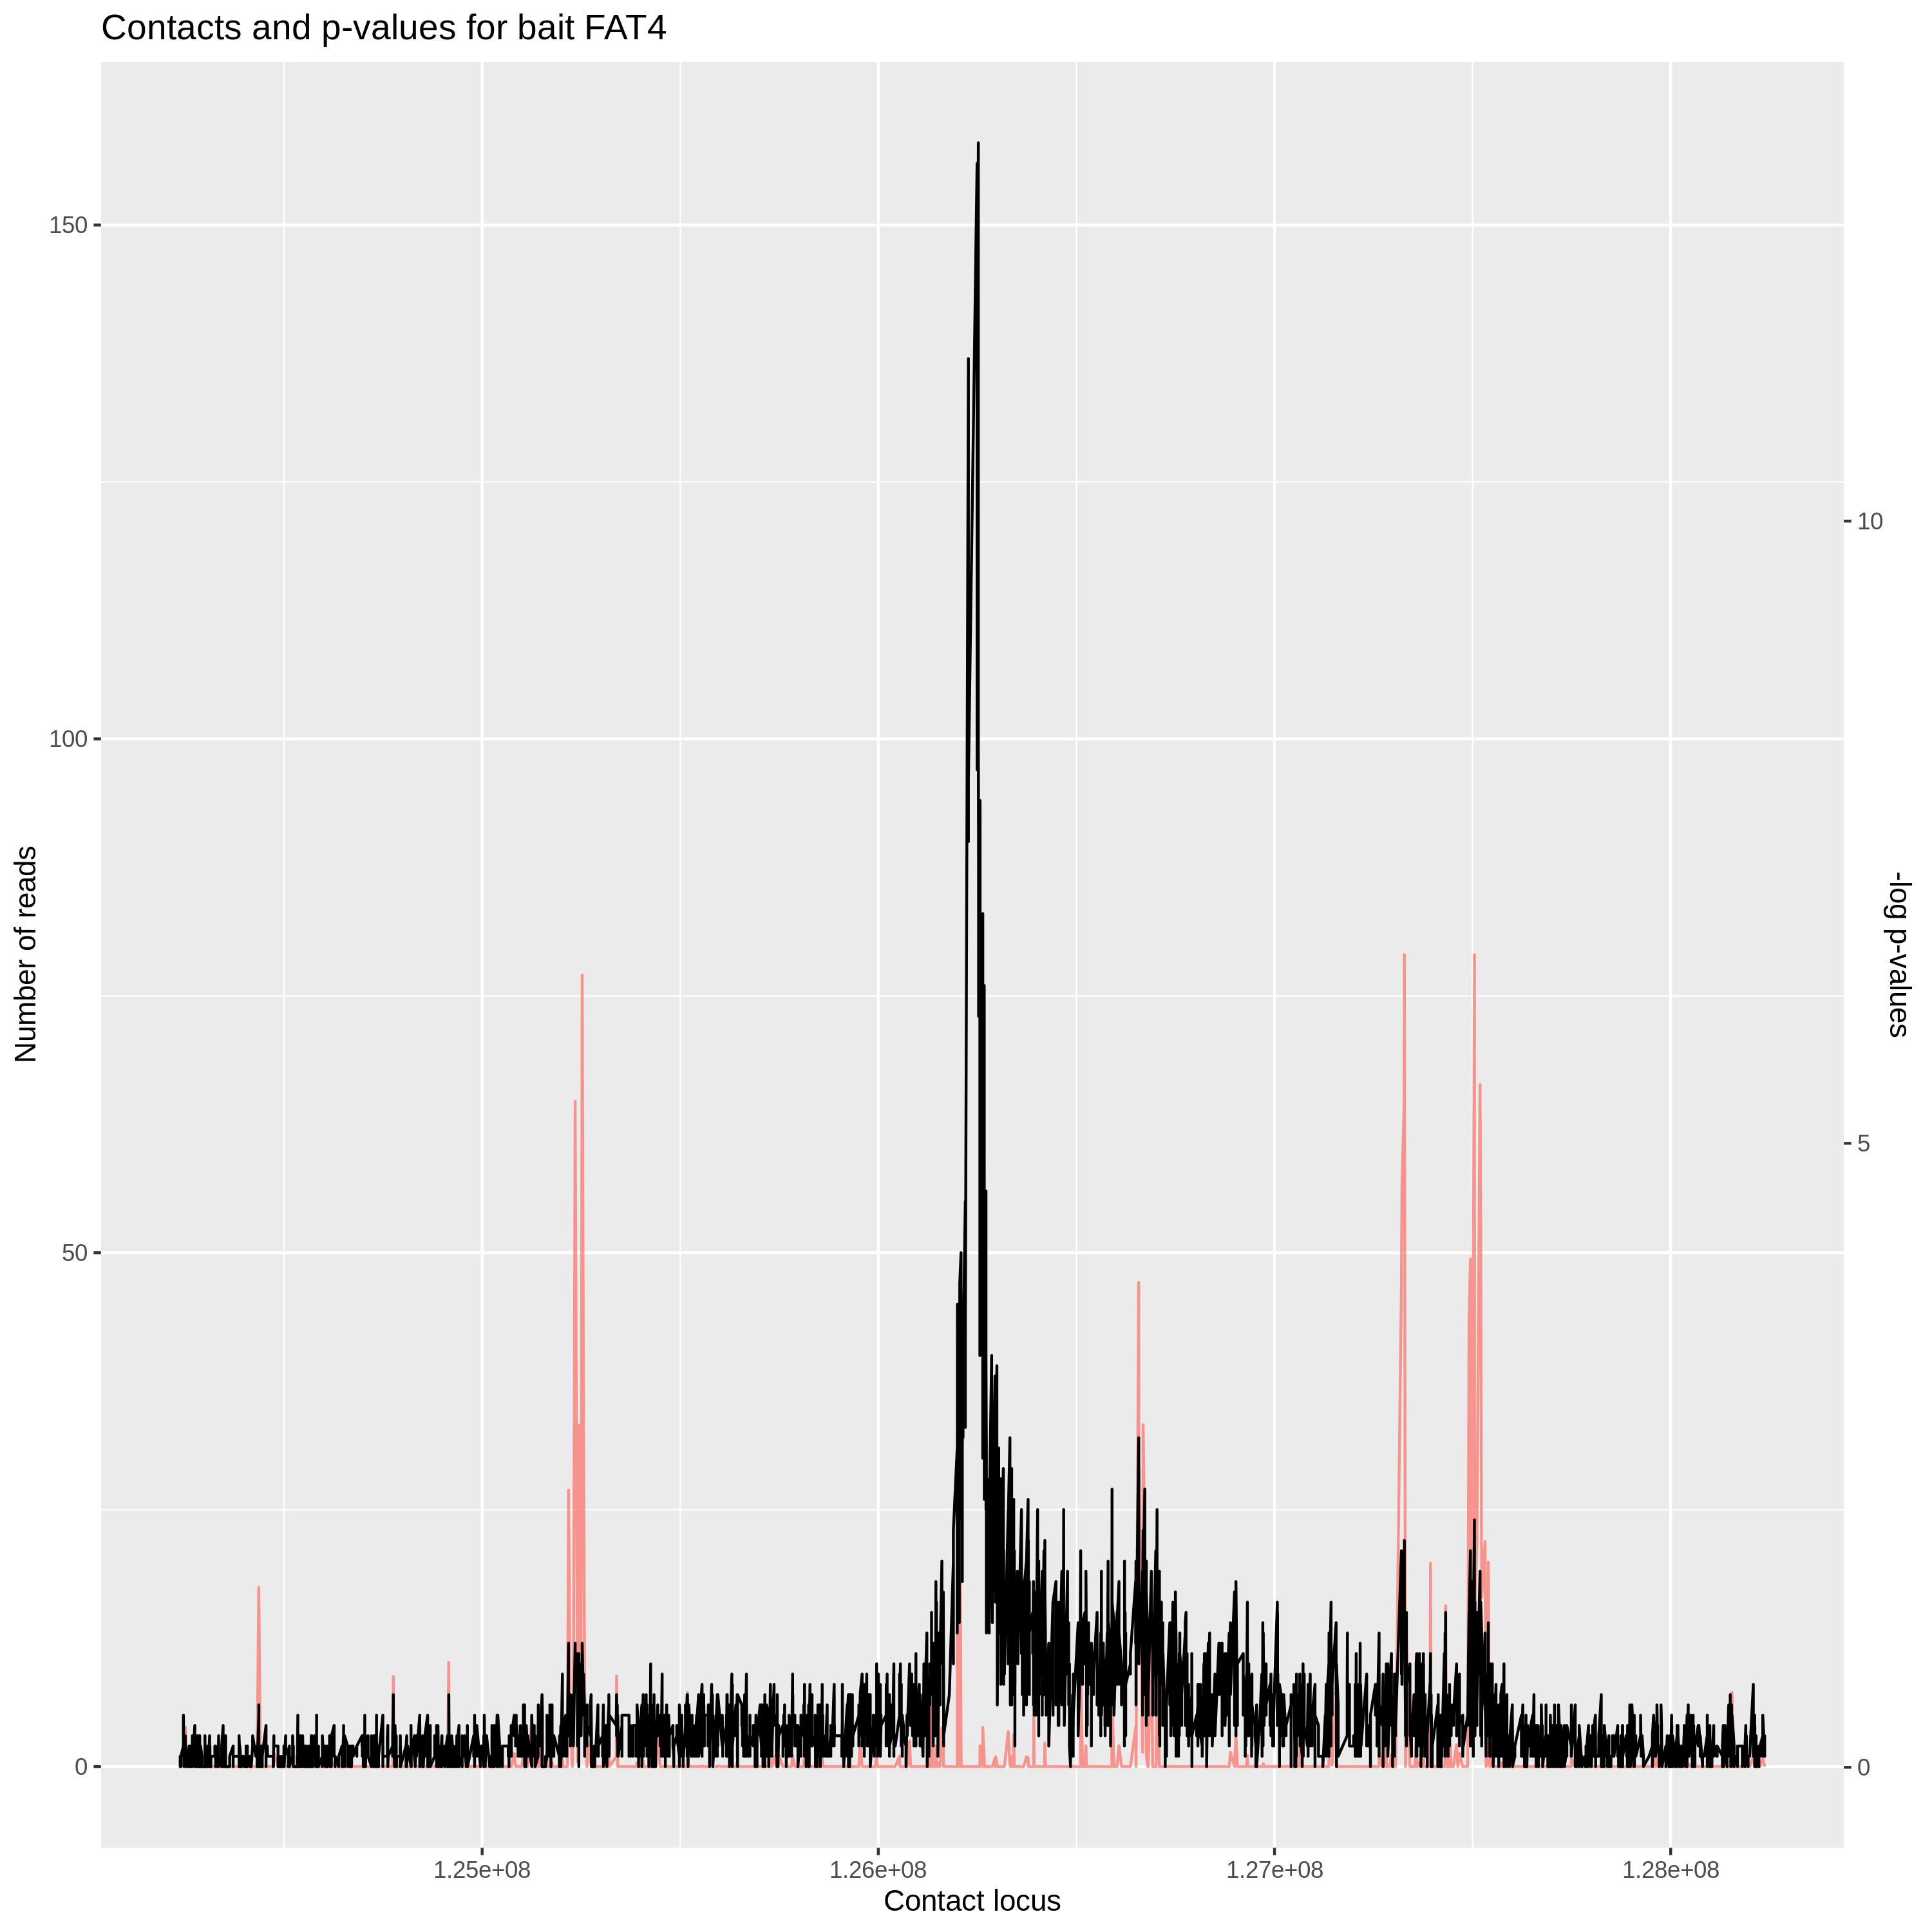 Contacts and p-values for bait FAT4
150
100
50
0
Number of reads
10
5
0
-log p-values
1.25e+08
1.26e+08
1.27e+08
1.28e+08
Contact locus